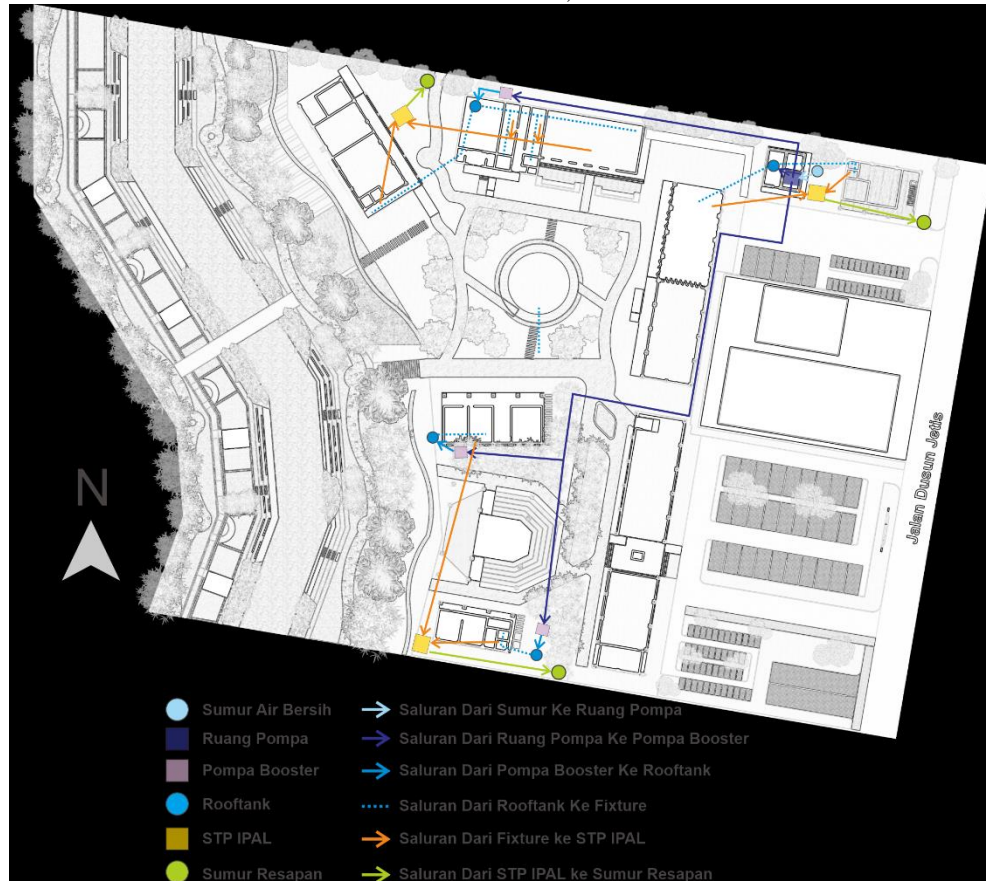 Jalan Dusun Jetis
N
Sumur Air Bersih
Ruang Pompa
Pompa Booster
Rooftank
STP IPAL
Sumur Resapan
Saluran Dari Sumur Ke Ruang Pompa
Saluran Dari Ruang Pompa Ke Pompa Booster
Saluran Dari Pompa Booster Ke Rooftank
Saluran Dari Rooftank Ke Fixture
Saluran Dari Fixture ke STP IPAL
Saluran Dari STP IPAL ke Sumur Resapan